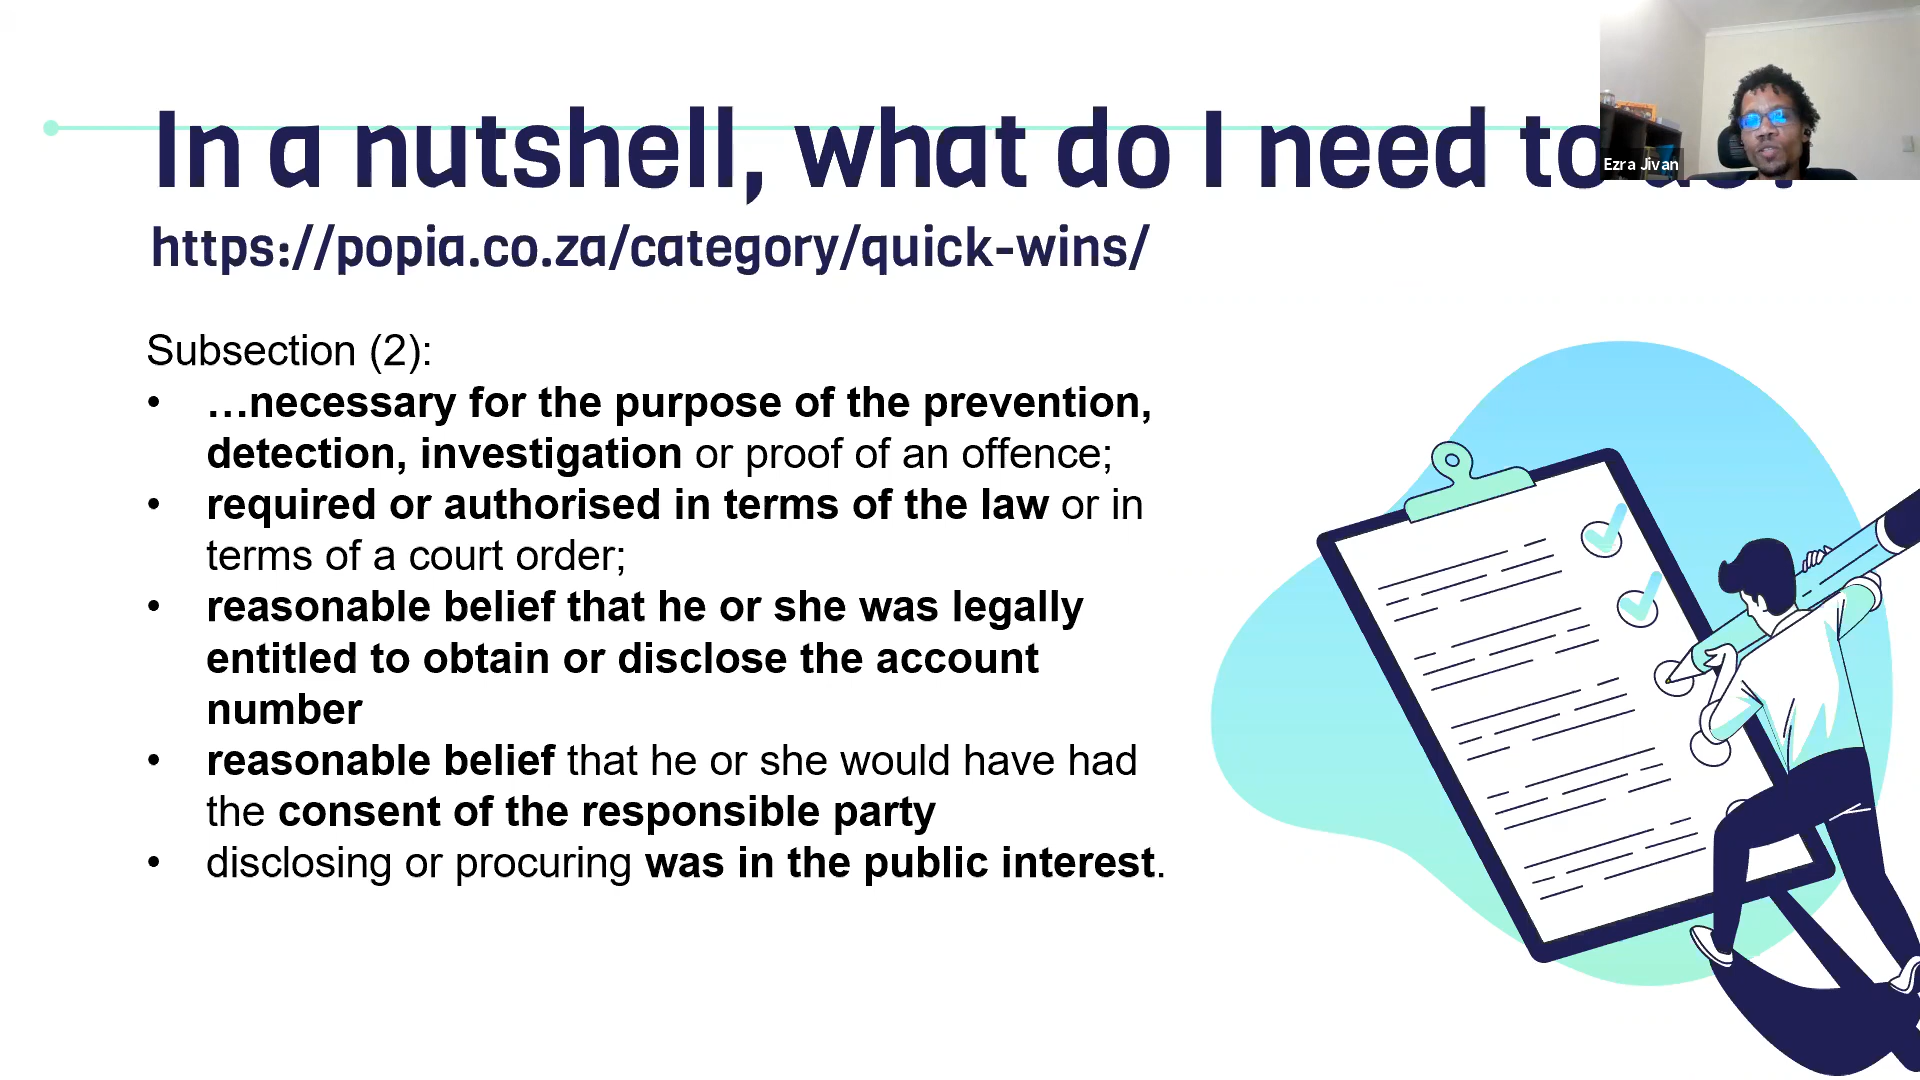 In a nutshell, what do I need to
Ezra Jivan
https://popia.co.za/category/quick-wins/
Subsection (2):
• …necessary for the purpose of the prevention,
detection, investigation or proof of an offence;
• required or authorised in terms of the law or in
terms of a court order;
• reasonable belief that he or she was legally
entitled to obtain or disclose the account
number
• reasonable belief that he or she would have had
the consent of the responsible party
• disclosing or procuring was in the public interest.